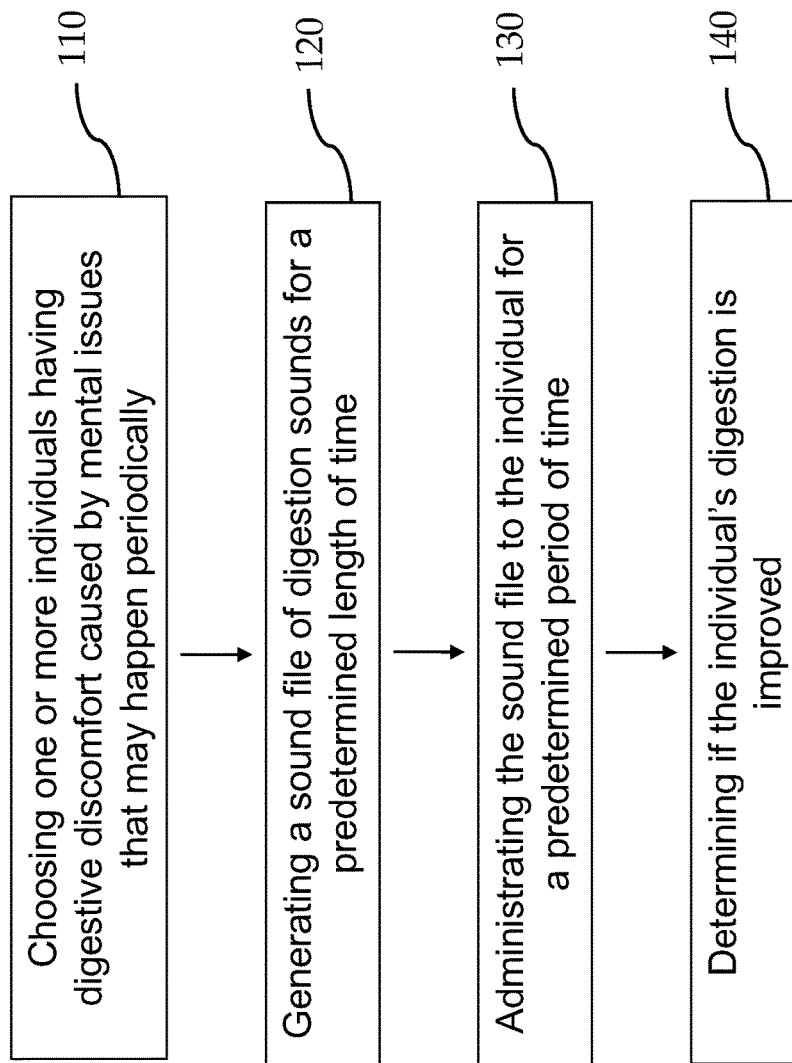 Choosing one or more individuals having
digestive discomfort caused by mental issues
that may happen periodically
110
Generating a sound file of digestion sounds for a
predetermined length of time
120
Administrating the sound file to the individual for
a predetermined period of time
130
Determining if the individual's digestion is
improved
140